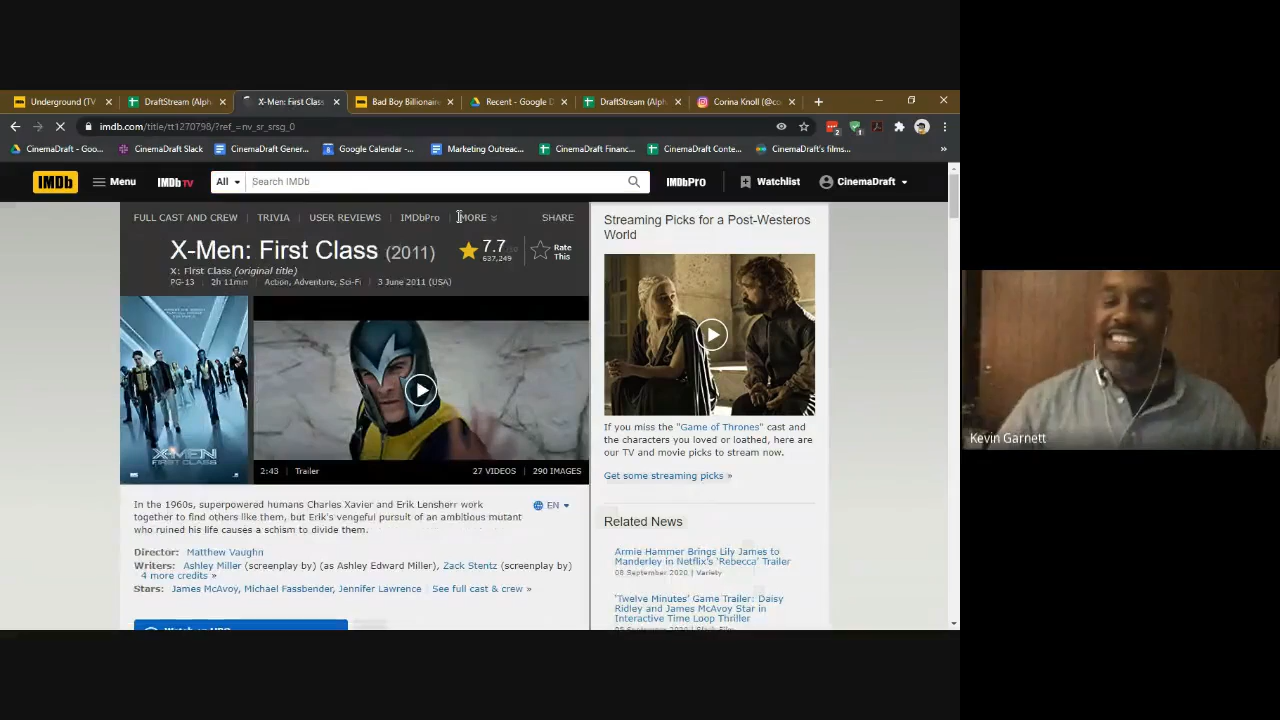 Underground (TV
DraftStream (Alph
X-Men: First Class
Bad Boy Billionaire
Recent - Google D
DraftStream (Alph
Corina Knoll (@co
imdb.com/title/tt1270798/?ref_=nv_sr_srsg_0
2
1
CinemaDraft - Goo...
CinemaDraft Slack
CinemaDraft Gener...
8
Google Calendar -...
Marketing Outreac...
CinemaDraft Financ...
CinemaDraft Conte...
CinemaDraft's films...
»
IMDb
Menu
IMDbTV
All
Search IMDb
IMDbPRO
Watchlist
CinemaDraft
FULL CAST AND CREW | TRIVIA | USER REVIEWS | IMDbPro | MORE
SHARE
X-Men: First Class (2011)
7.7/10
637,249
Rate
This
X: First Class (original title)
PG-13 | 2h 11min | Action, Adventure, Sci-Fi | 3 June 2011 (USA)
X-MEN
FIRST CLASS
2:43 | Trailer
27 VIDEOS | 290 IMAGES
In the 1960s, superpowered humans Charles Xavier and Erik Lensherr work
together to find others like them, but Erik's vengeful pursuit of an ambitious mutant
who ruined his life causes a schism to divide them.
EN
Director: Matthew Vaughn
Writers: Ashley Miller (screenplay by) (as Ashley Edward Miller), Zack Stentz (screenplay by)
4 more credits »
Stars: James McAvoy, Michael Fassbender, Jennifer Lawrence | See full cast & crew »
Streaming Picks for a Post-Westeros
World
If you miss the "Game of Thrones" cast and
the characters you loved or loathed, here are
our TV and movie picks to stream now.
Get some streaming picks »
Related News
Armie Hammer Brings Lily James to
Manderley in Netflix's 'Rebecca' Trailer
08 September 2020 | Variety
'Twelve Minutes' Game Trailer: Daisy
Ridley and James McAvoy Star in
Interactive Time Loop Thriller
Kevin Garnett